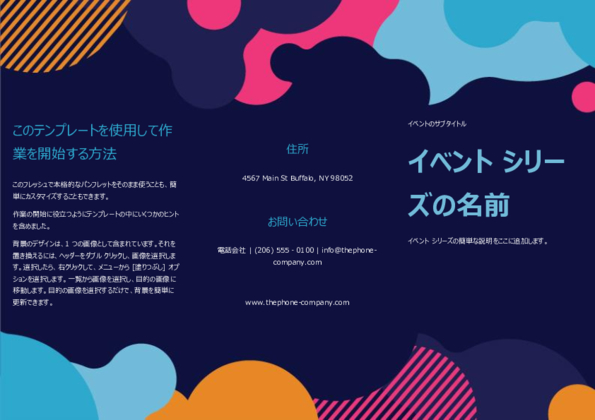 このテンプレートを使用して作
業を開始する方法
このフレッシュで本格的なパンフレットをそのまま使うことも、簡
単にカスタマイズすることもできます。
作業の開始に役立つようにテンプレートの中にいくつかのヒント
を含めました。
背景のデザインは、1 つの画像として含まれています。それを
置き換えるには、ヘッダーをダブル クリックし、画像を選択しま
す。選択したら、右クリックして、メニューから [塗りつぶし] オプ
ションを選択します。一覧から画像を選択し、目的の画像に
移動します。目的の画像を選択するだけで、背景を簡単に
更新できます。
住所
4567 Main St Buffalo, NY 98052
お問い合わせ
電話会社 | (206) 555 - 0100 | info@thephone-
company.com
www.thephone-company.com
イベントのサブタイトル
イベント シリー
ズの名前
イベント シリーズの簡単な説明をここに追加します。